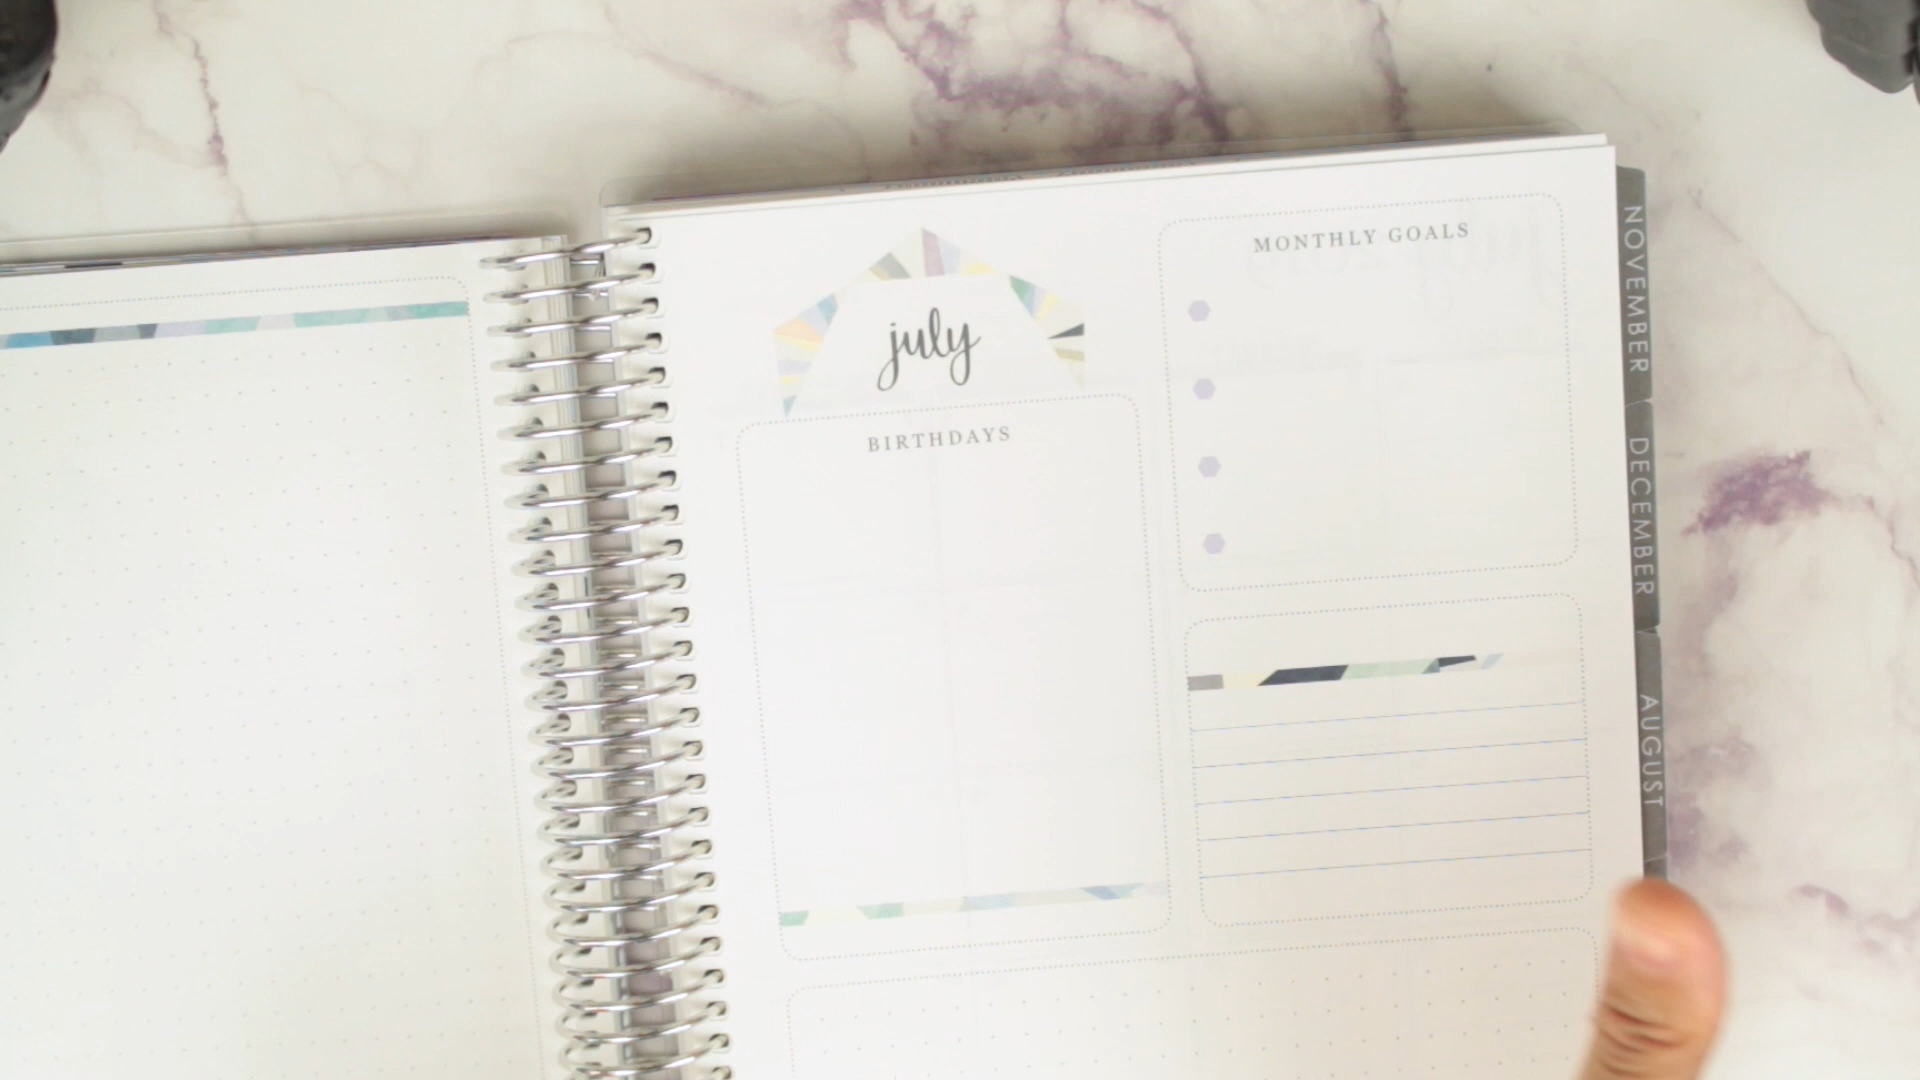 july
BIRTHDAYS
MONTHLY GOALS
NOVEMBER
DECEMBER
AUGUST